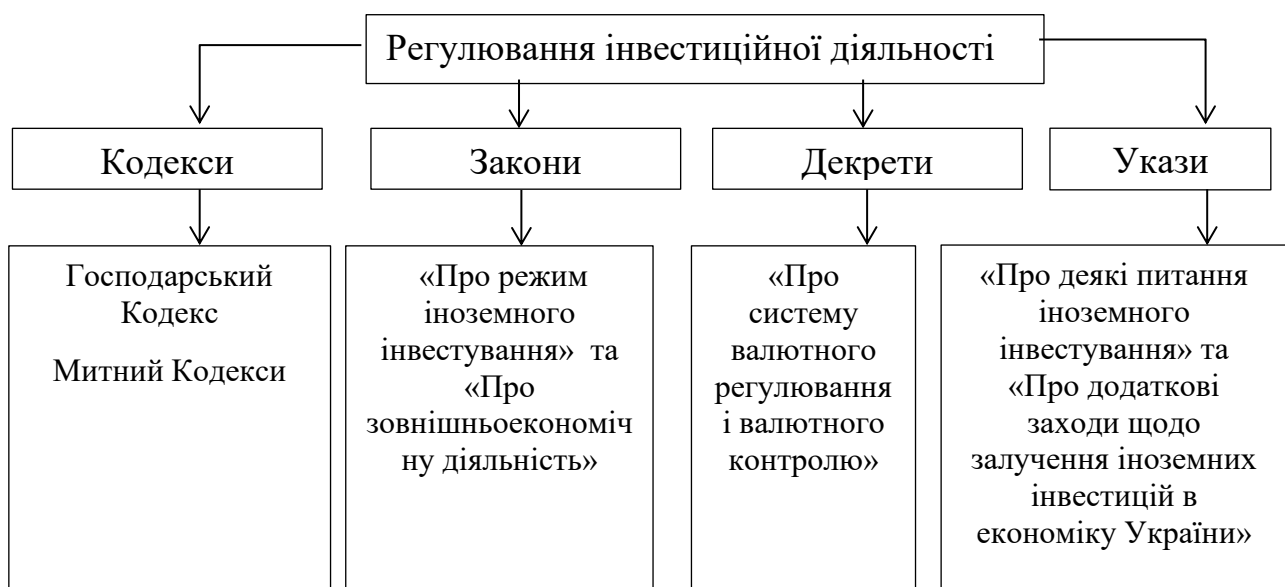 Регулювання інвестиційної діяльності
Кодекси
Закони
Декрети
Укази
Господарський
Кодекс
Митний Кодекси
«Про режим
іноземного
інвестування» та
«Про
зовнішньоекономіч
ну діяльність»
«Про
систему
валютного
регулювання
і валютного
контролю»
«Про деякі питання
іноземного
інвестування» та
«Про додаткові
заходи щодо
залучення іноземних
інвестицій в
економіку України»